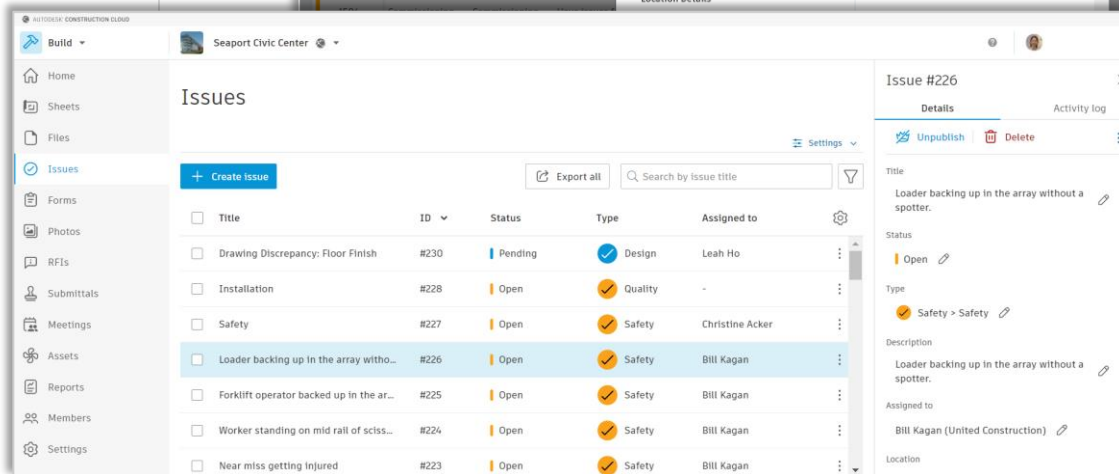 Location Details
AUTODESK CONSTRUCTION CLOUD
Build
Seaport Civic Center
Home
Sheets
Files
Issues
Forms
Photos
RFIs
Submittals
Meetings
Assets
Reports
Members
Settings
Issues
Settings
Create issue
Export all
Search by issue title
Title ID Status Type Assigned to
Drawing Discrepancy: Floor Finish #230 Pending Design Leah Ho
Installation #228 Open Quality -
Safety #227 Open Safety Christine Acker
Loader backing up in the array witho... #226 Open Safety Bill Kagan
Forklift operator backed up in the ar... #225 Open Safety Bill Kagan
Worker standing on mid rail of sciss... #224 Open Safety Bill Kagan
Near miss getting injured #223 Open Safety Bill Kagan
Issue #226
Details Activity log
Unpublish Delete
Title
Loader backing up in the array without a
spotter.
Status
Open
Type
Safety > Safety
Description
Loader backing up in the array without a
spotter.
Assigned to
Bill Kagan (United Construction)
Location